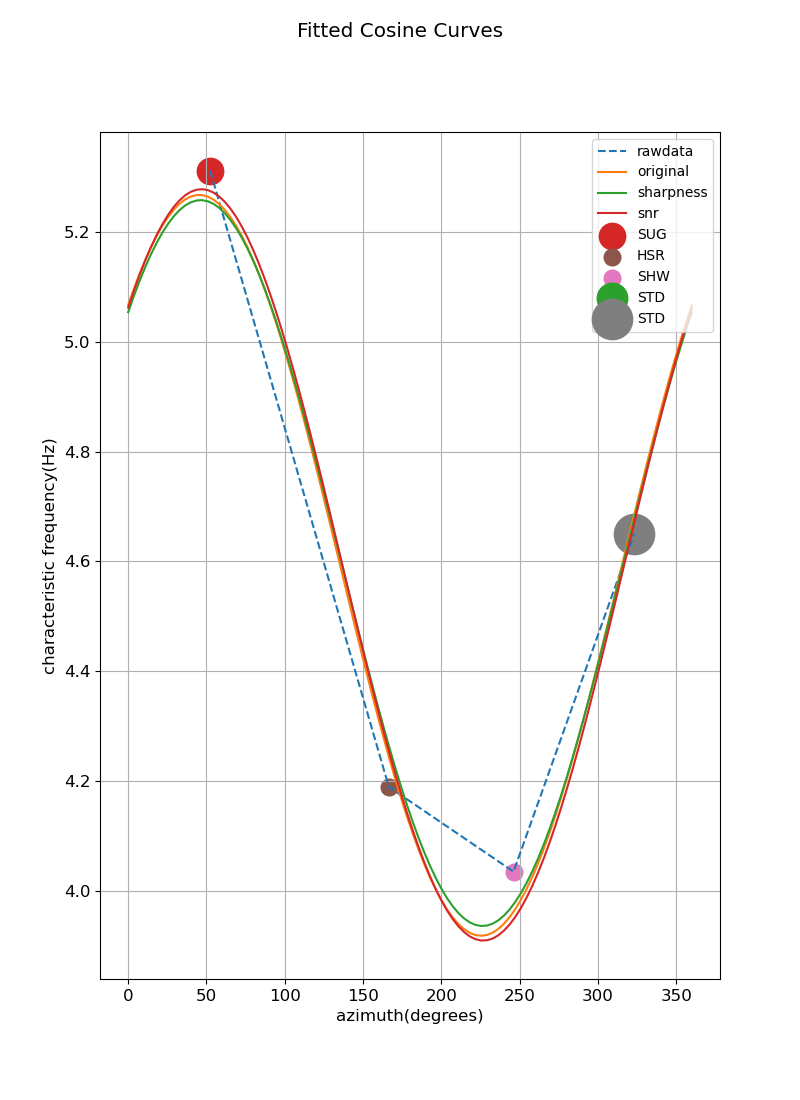 Fitted Cosine Curves
rawdata
original
sharpness
snr
SUG
HSR
SHW
STD
STD
characteristic frequency(Hz)
5.2
5.0
4.8
4.6
4.4
4.2
4.0
0 50 100 150 200 250 300 350
azimuth(degrees)